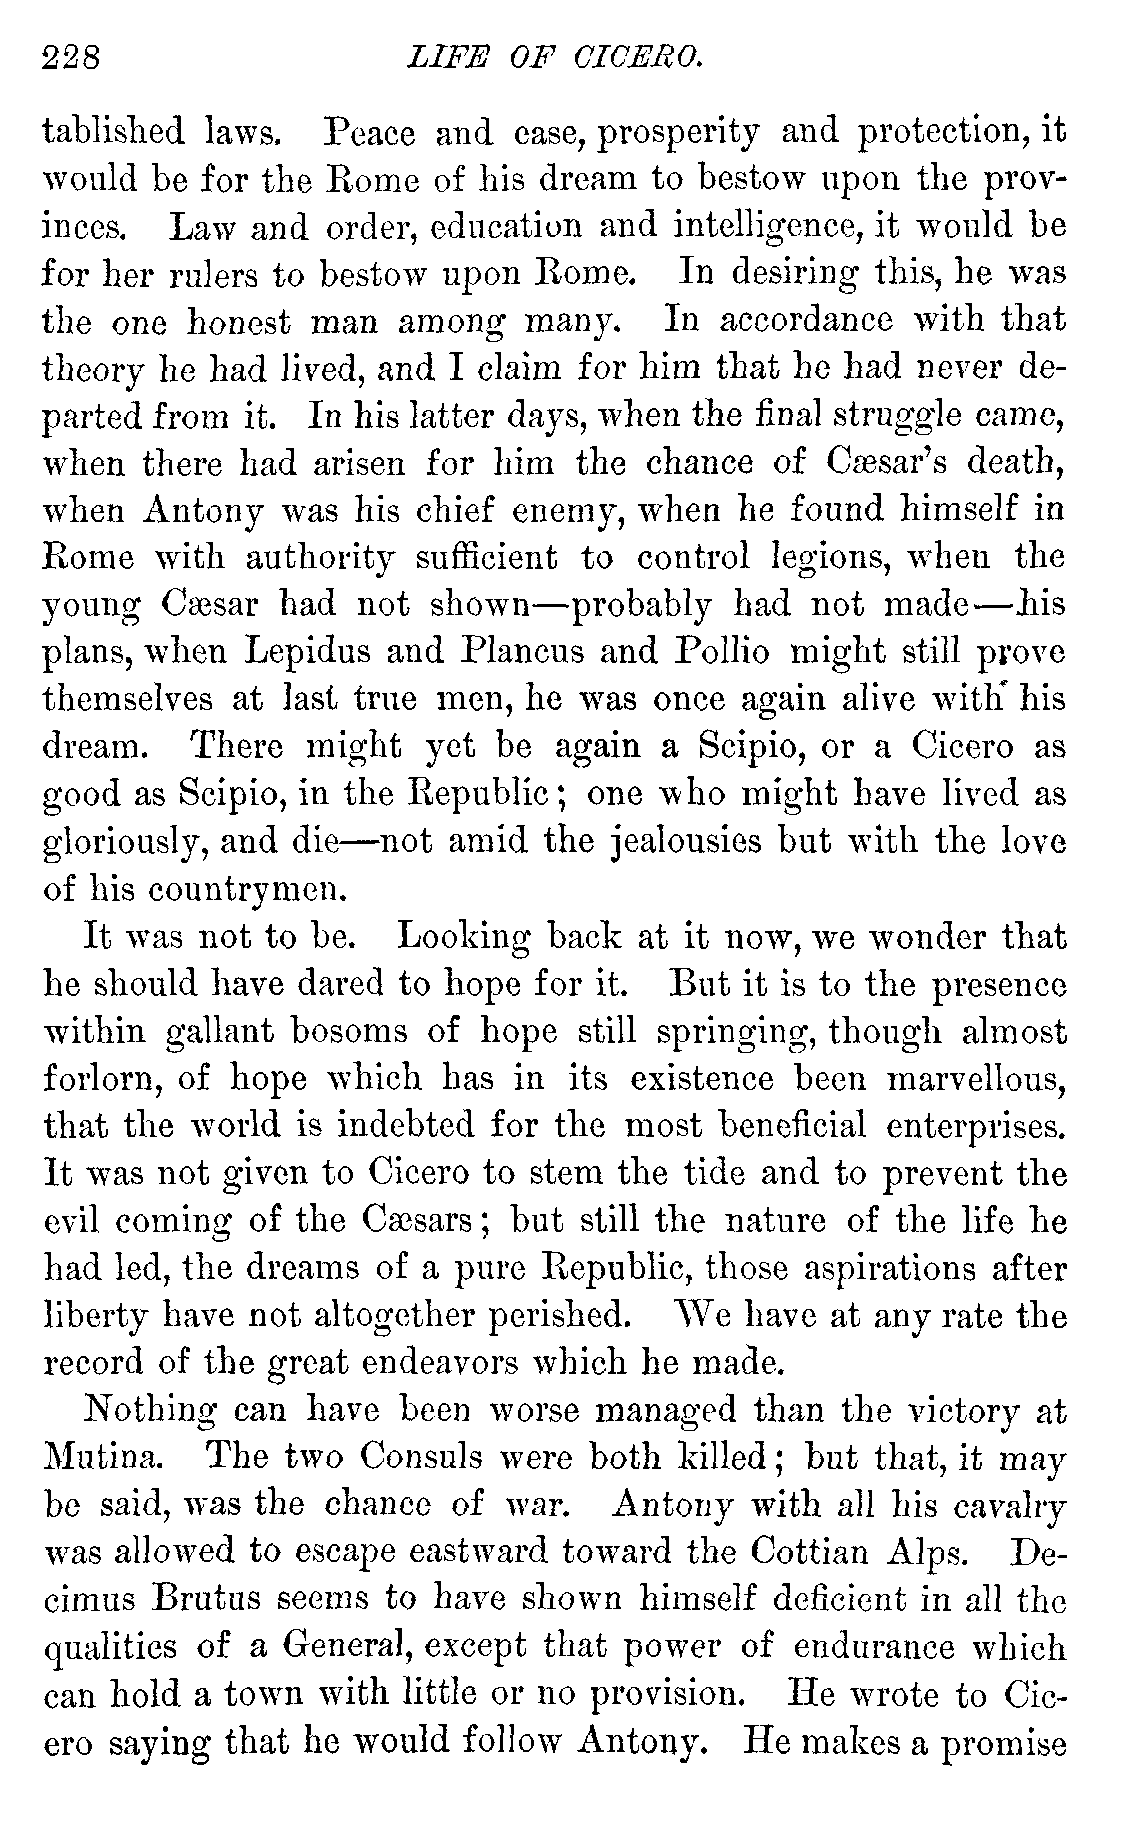 228 LIFE OF CICERO.
tablished laws. Peace and ease, prosperity and protection, it
would be for the Rome of his dream to bestow upon the prov-
inces. Law and order, education and intelligence, it would be
for her rulers to bestow upon Rome. In desiring this, he was
the one honest man among many. In accordance with that
theory he had lived, and I claim for him that he had never de-
parted from it. In his latter days, when the final struggle came,
when there had arisen for him the chance of Cæsar's death,
when Antony was his chief enemy, when he found himself in
Rome with authority sufficient to control legions, when the
young Cæsar had not shown—probably had not made—his
plans, when Lepidus and Plancus and Pollio might still prove
themselves at last true men, he was once again alive with his
dream. There might yet be again a Scipio, or a Cicero as
good as Scipio, in the Republic; one who might have lived as
gloriously, and die—not amid the jealousies but with the love
of his countrymen.
It was not to be. Looking back at it now, we wonder that
he should have dared to hope for it. But it is to the presence
within gallant bosoms of hope still springing, though almost
forlorn, of hope which has in its existence been marvellous,
that the world is indebted for the most beneficial enterprises.
It was not given to Cicero to stem the tide and to prevent the
evil coming of the Cæsars; but still the nature of the life he
had led, the dreams of a pure Republic, those aspirations after
liberty have not altogether perished. We have at any rate the
record of the great endeavors which he made.
Nothing can have been worse managed than the victory at
Mutina. The two Consuls were both killed; but that, it may
be said, was the chance of war. Antony with all his cavalry
was allowed to escape eastward toward the Cottian Alps. De-
cimus Brutus seems to have shown himself deficient in all the
qualities of a General, except that power of endurance which
can hold a town with little or no provision. He wrote to Cic-
ero saying that he would follow Antony. He makes a promise